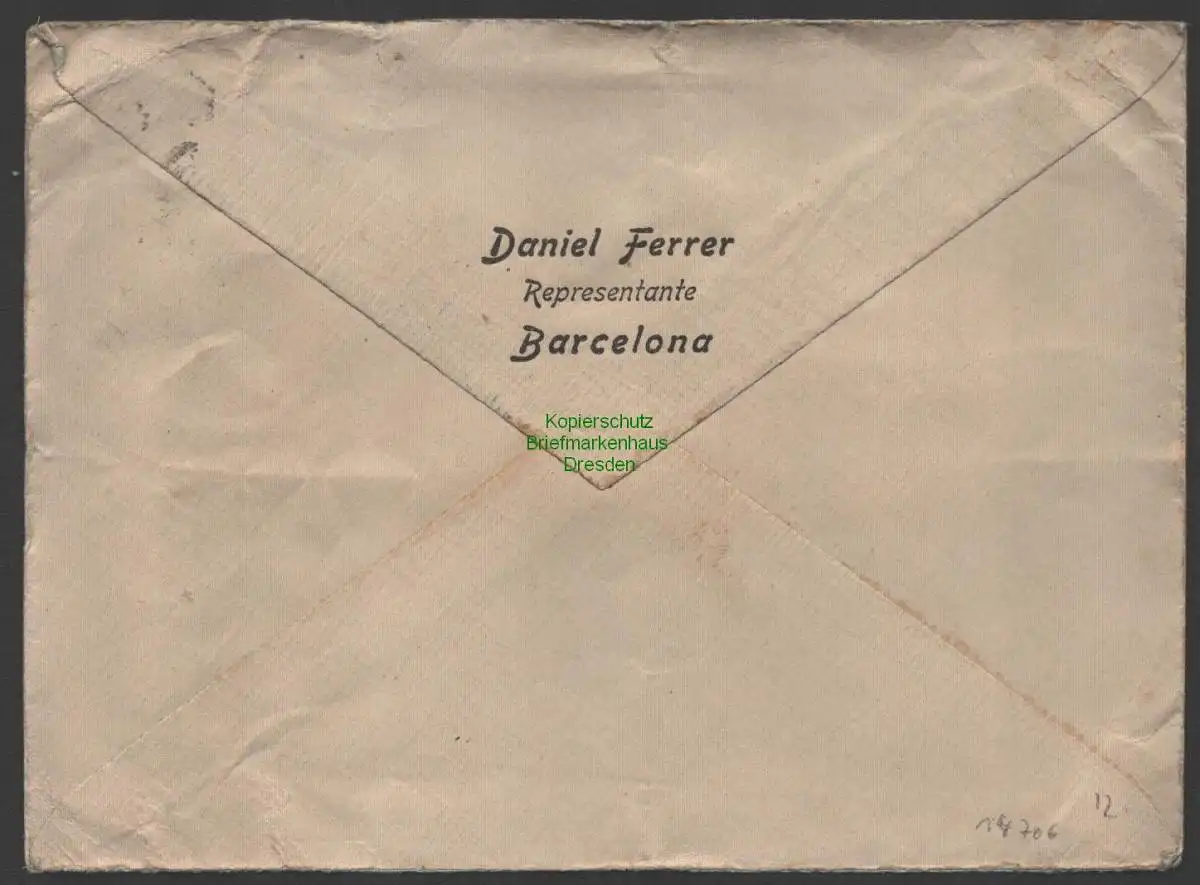 Daniel Ferrer
Representante
Barcelona
Kopierschutz
Briefmarkenhaus
Dresden
12